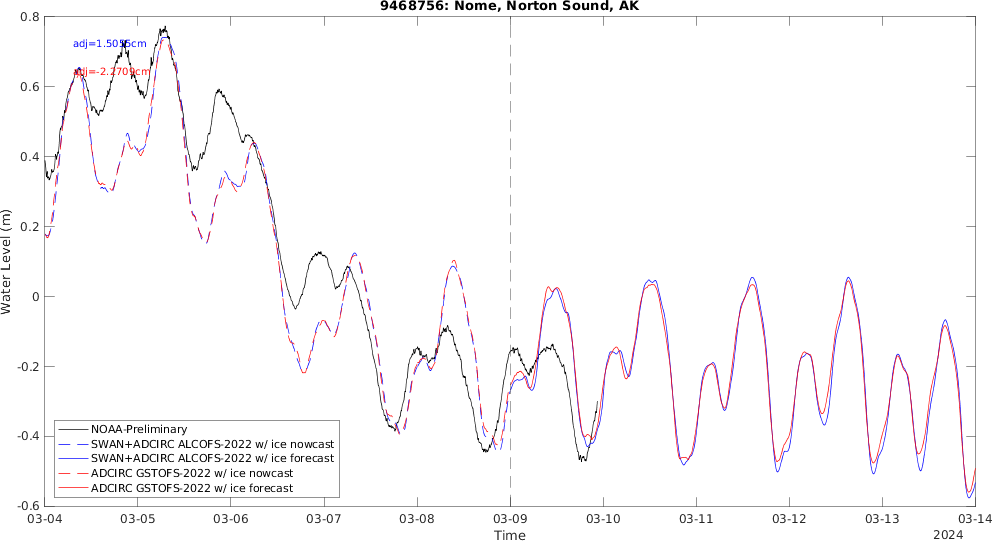 9468756: Nome, Norton Sound, AK
0.8
adj=1.5055cm
adj=-2.2709cm
0.6
0.4
0.2
0
-0.2
-0.4
-0.6
Water Level (m)
NOAA-Preliminary
SWAN+ADCIRC ALCOFS-2022 w/ ice nowcast
SWAN+ADCIRC ALCOFS-2022 w/ ice forecast
ADCIRC GSTOFS-2022 w/ ice nowcast
ADCIRC GSTOFS-2022 w/ ice forecast
03-04 03-05 03-06 03-07 03-08 03-09 03-10 03-11 03-12 03-13 03-14
Time
2024